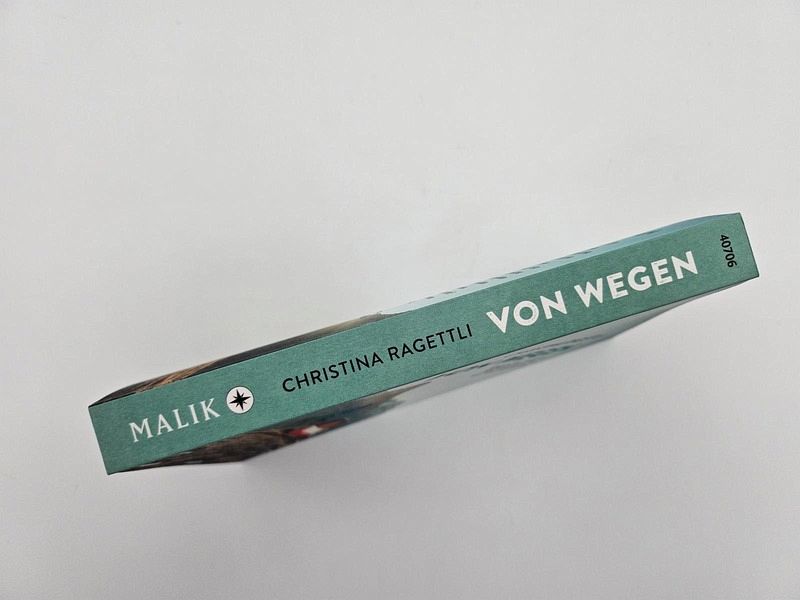 MALIK
CHRISTINA RAGETTLI
VON WEGEN
40706